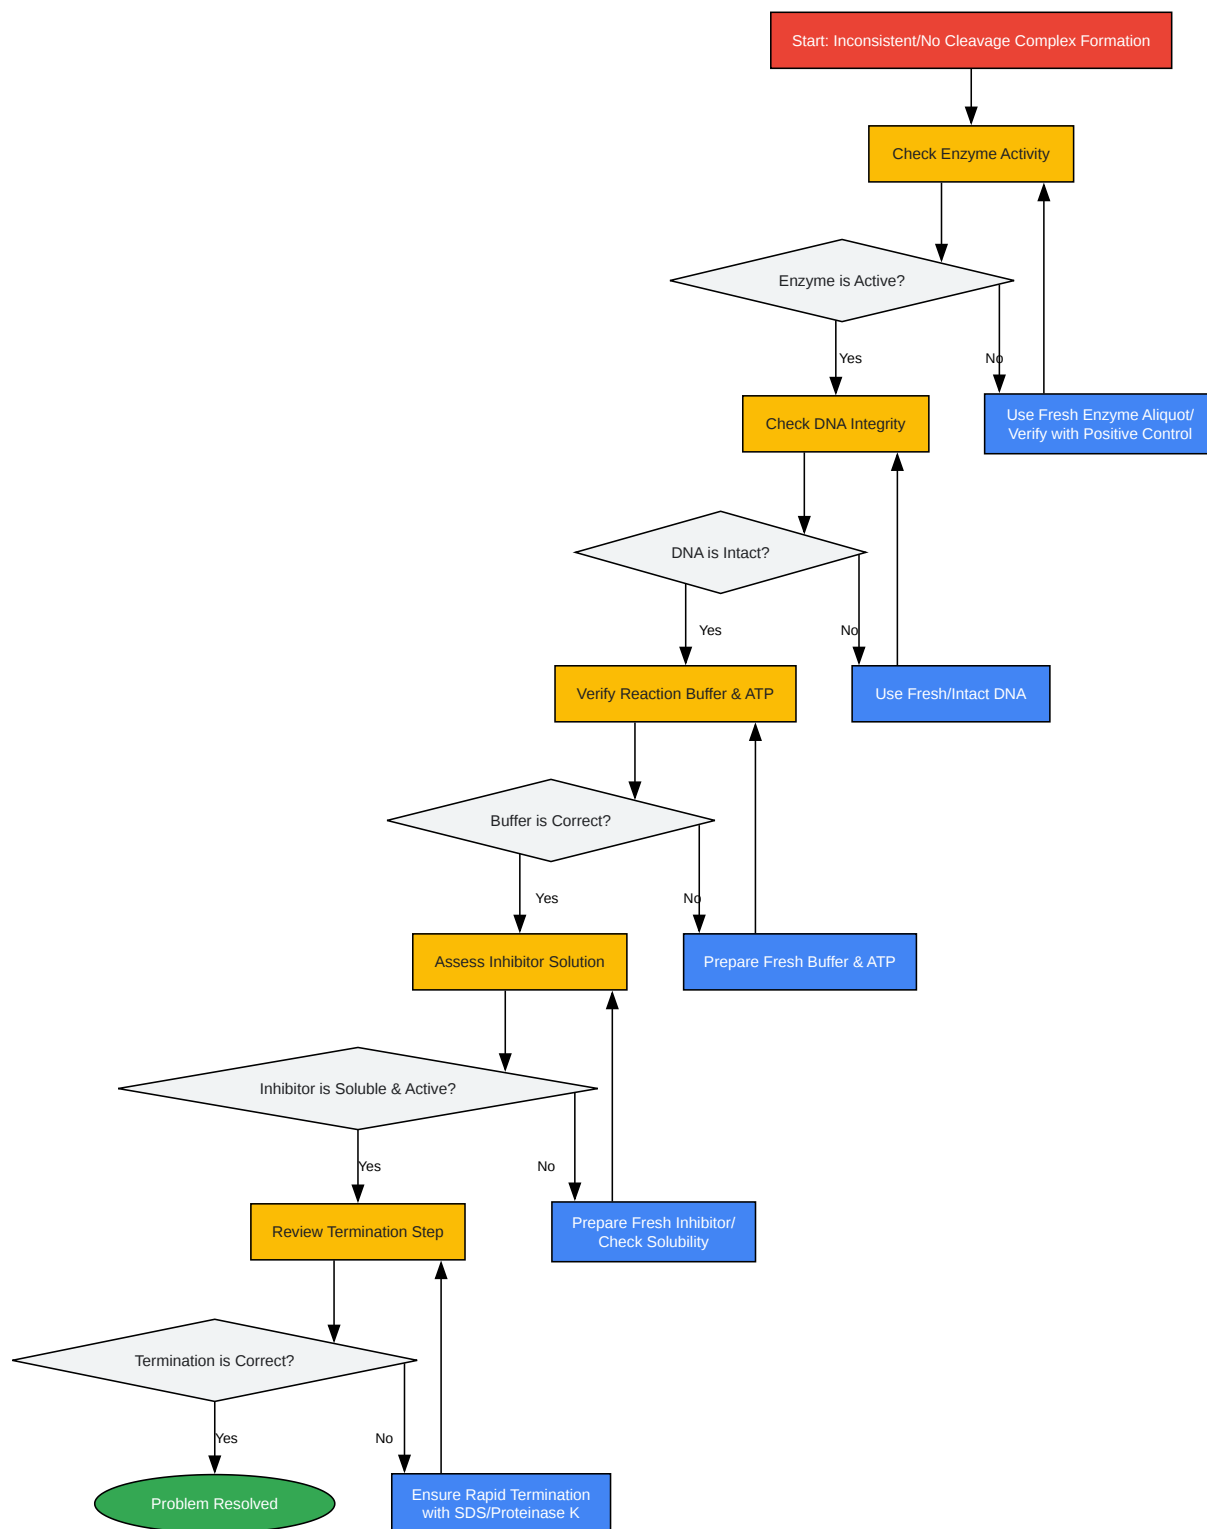 Start: Inconsistent/No Cleavage Complex Formation
Check Enzyme Activity
Enzyme is Active?
Yes
No
Check DNA Integrity
Use Fresh Enzyme Aliquot/
Verify with Positive Control
DNA is Intact?
Yes
No
Verify Reaction Buffer & ATP
Use Fresh/Intact DNA
Buffer is Correct?
Yes
No
Assess Inhibitor Solution
Prepare Fresh Buffer & ATP
Inhibitor is Soluble & Active?
Yes
No
Review Termination Step
Prepare Fresh Inhibitor/
Check Solubility
Termination is Correct?
Yes
No
Problem Resolved
Ensure Rapid Termination
with SDS/Proteinase K